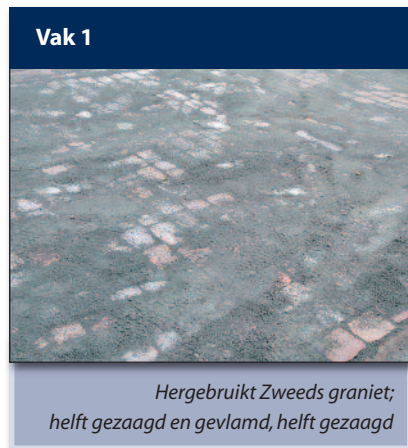 Vak 1
Hergebruikt Zweeds graniet;
helft gezaagd en gevlamd, helft gezaagd